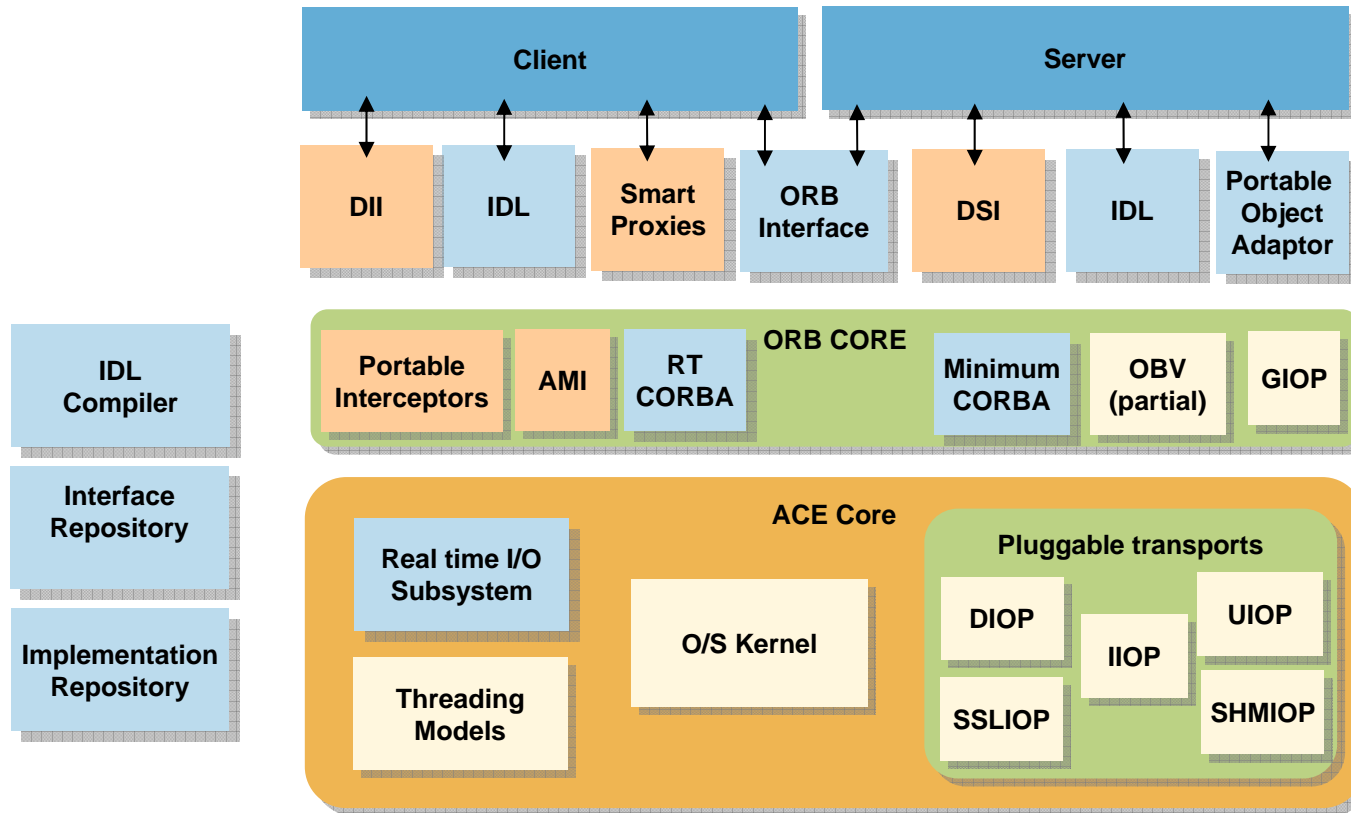 Client
Server
DII
IDL
Smart
Proxies
ORB
Interface
DSI
IDL
Portable
Object
Adaptor
IDL
Compiler
Interface
Repository
Implementation
Repository
ORB CORE
Portable
Interceptors
AMI
RT
CORBA
Minimum
CORBA
OBV
(partial)
GIOP
ACE Core
Real time I/O
Subsystem
Threading
Models
O/S Kernel
Pluggable transports
DIOP
IIOP
UIOP
SSLIOP
SHMIOP